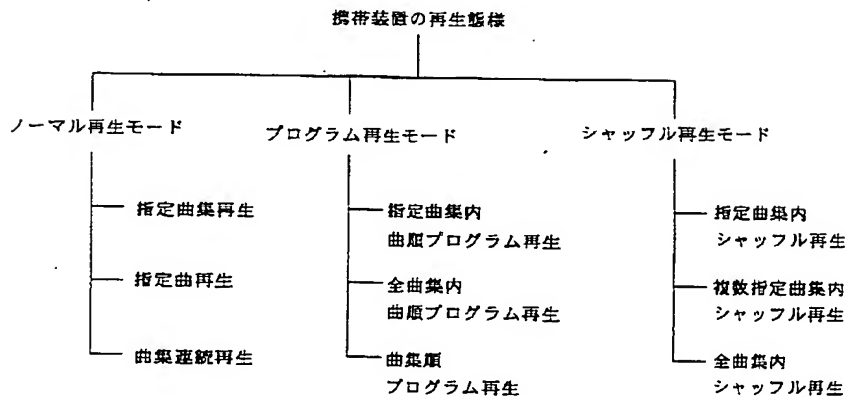 携帯装置の再生態様
ノーマル再生モード
指定曲集再生
指定曲再生
曲集連続再生
プログラム再生モード
指定曲集内
曲順プログラム再生
全曲集内
曲順プログラム再生
曲集順
プログラム再生
シャッフル再生モード
指定曲集内
シャッフル再生
複数指定曲集内
シャッフル再生
全曲集内
シャッフル再生